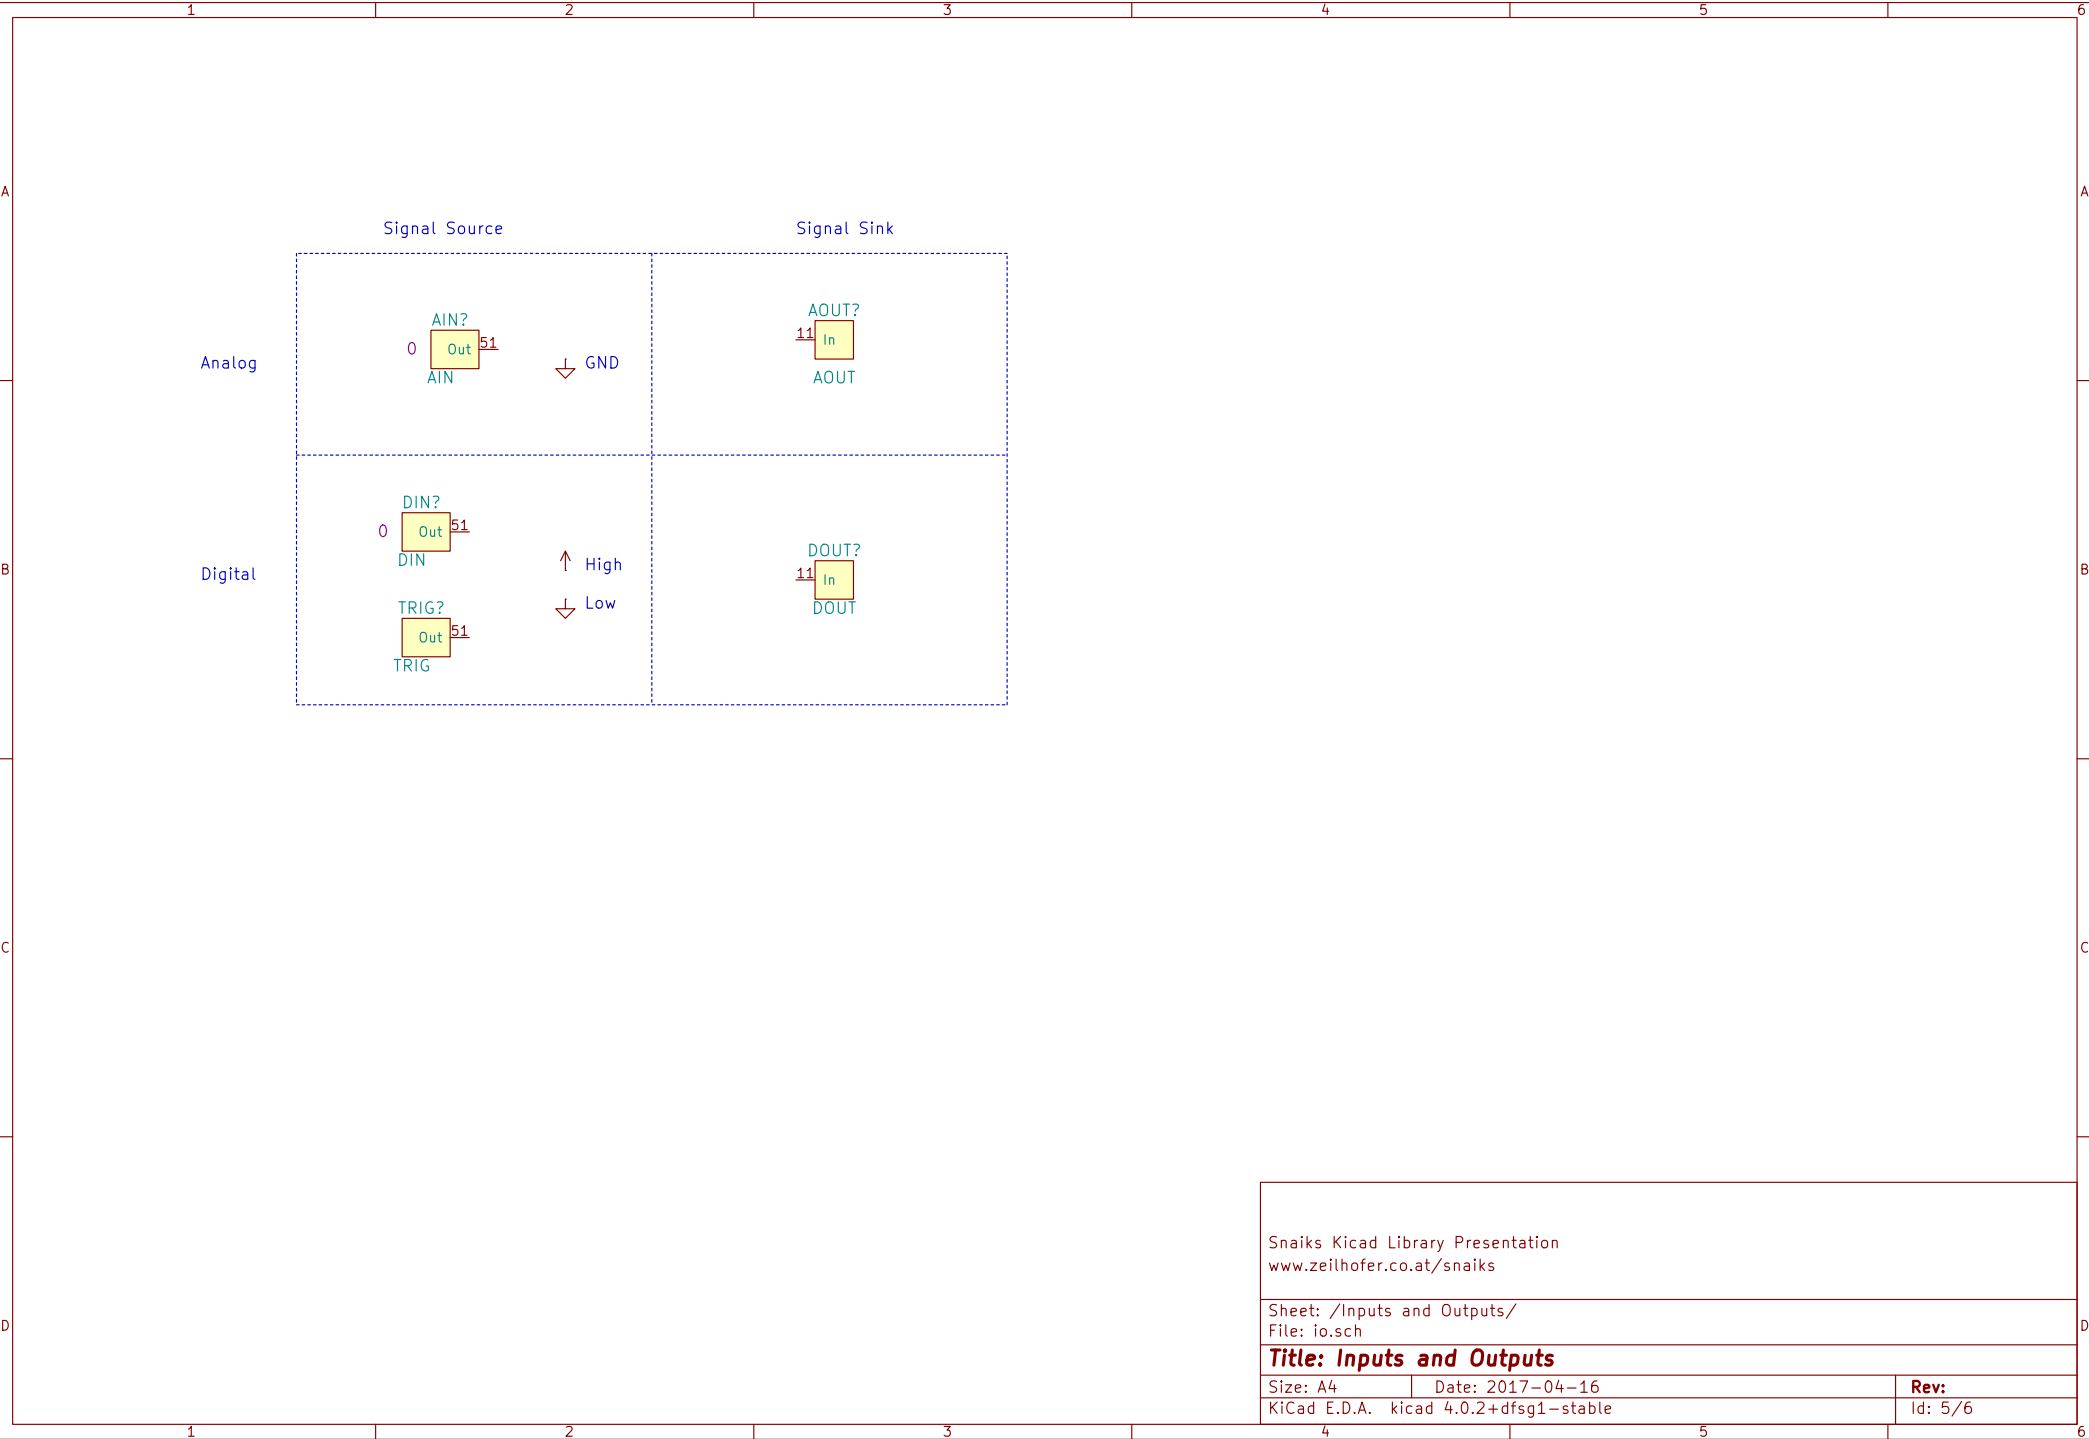 1 2 3 4 5 6
A A
Signal Source Signal Sink
AIN? AOUT?
0 Out 51 11 In
Analog GND
AIN AOUT
DIN? DOUT?
0 Out 51
DIN
High
B Digital 11 In B
Low
TRIG? DOUT
Out 51
TRIG
C C
Snaiks Kicad Library Presentation
www.zeilhofer.co.at/snaiks
Sheet: /Inputs and Outputs/
D D
File: io.sch
Title: Inputs and Outputs
Size: A4 Date: 2017-04-16 Rev:
KiCad E.D.A. kicad 4.0.2+dfsg1-stable Id: 5/6
1 2 3 4 5 6